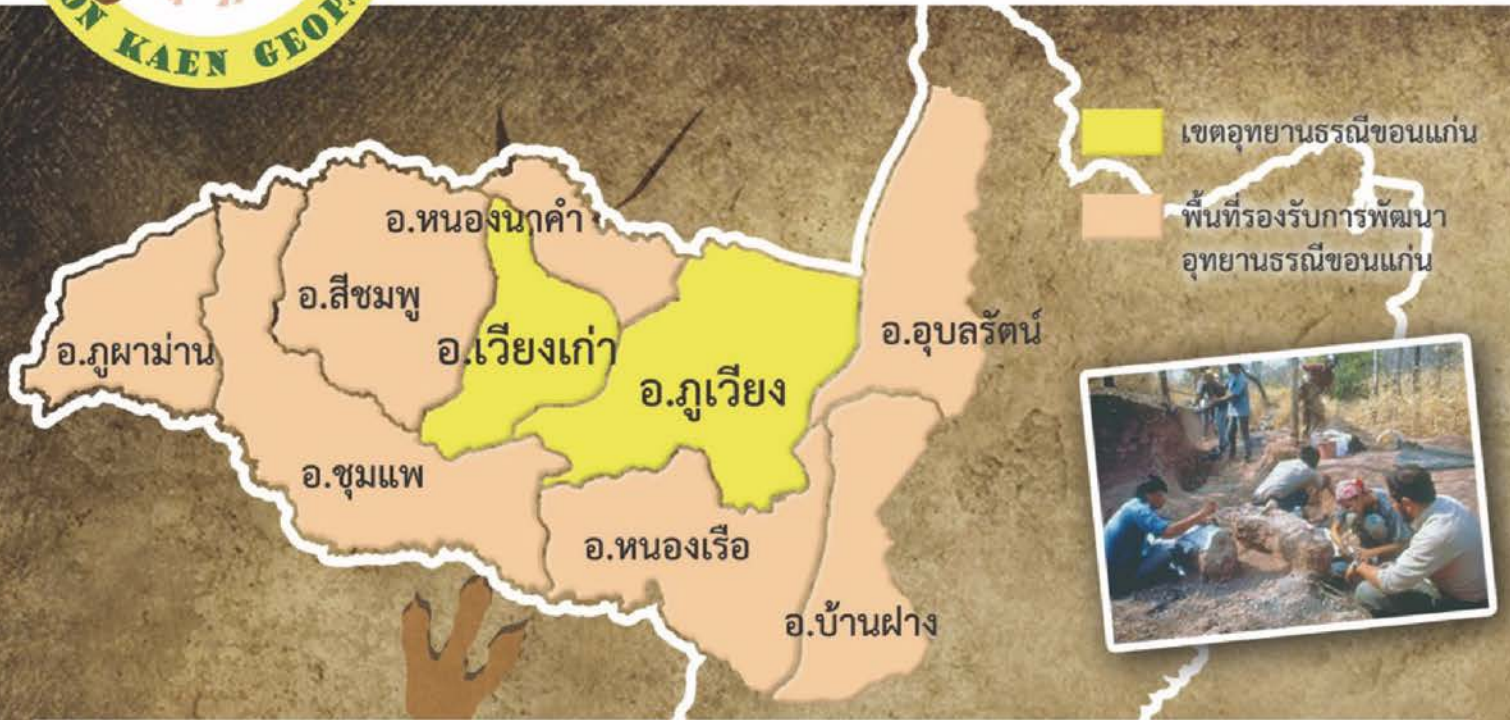 ON KAEN GEOPA
เขตอุทยานธรณีขอนแก่น
พื้นที่รองรับการพัฒนา
อุทยานธรณีขอนแก่น
อ.หนองนาคำ
อ.สีชมพู
อ.ภูผาม่าน
อ.เวียงเก่า
อ.ภูเวียง
อ.อุบลรัตน์
อ.ชุมแพ
อ.หนองเรือ
อ.บ้านฝาง